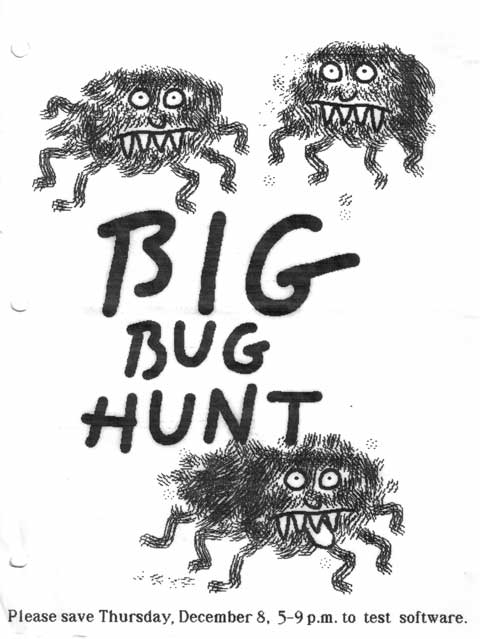 BIG
BUG
HUNT
Please save Thursday, December 8, 5-9 p.m. to test software.